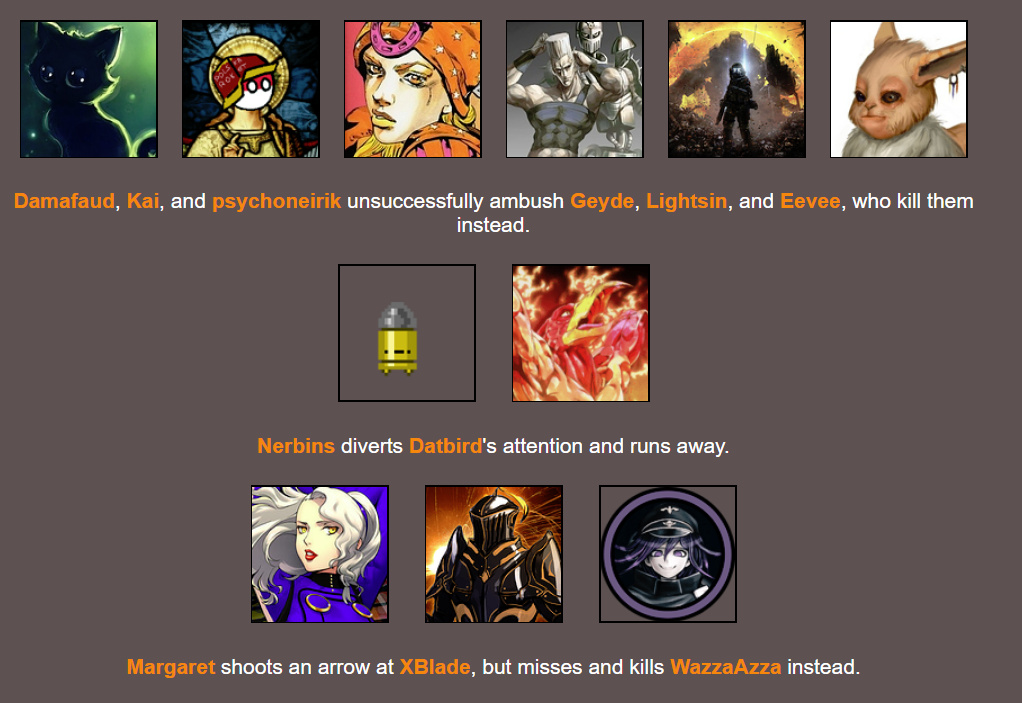 Damafaud, Kai, and psychoneirik unsuccessfully ambush Geyde, Lightsin, and Eevee, who kill them
instead.
Nerbins diverts Datbird's attention and runs away.
Margaret shoots an arrow at XBlade, but misses and kills WazzaAzza instead.